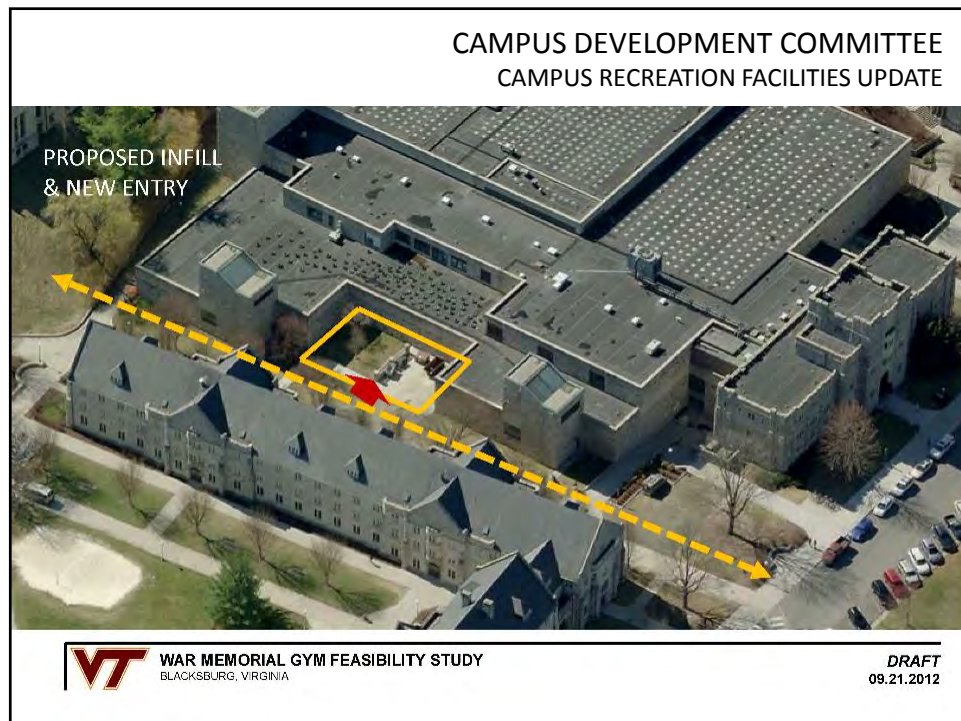 CAMPUS DEVELOPMENT COMMITTEE
CAMPUS RECREATION FACILITIES UPDATE
PROPOSED INFILL
& NEW ENTRY
VT
WAR MEMORIAL GYM FEASIBILITY STUDY
BLACKSBURG, VIRGINIA
DRAFT
09.21.2012